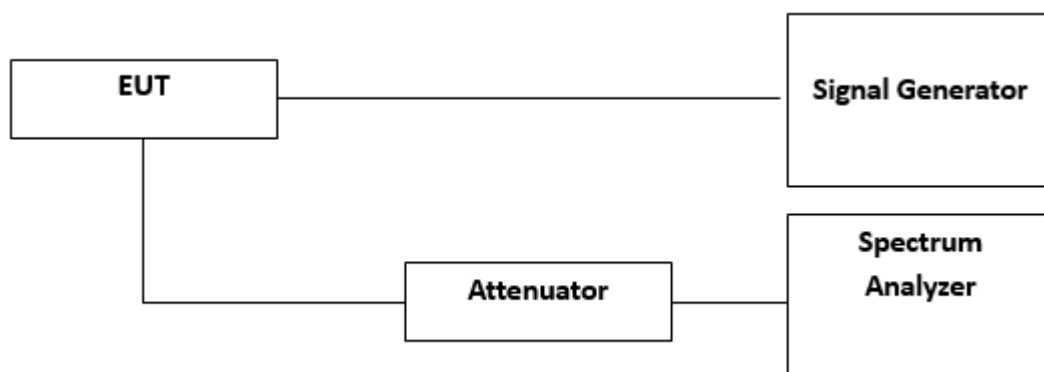 EUT
Signal Generator
Spectrum
Analyzer
Attenuator